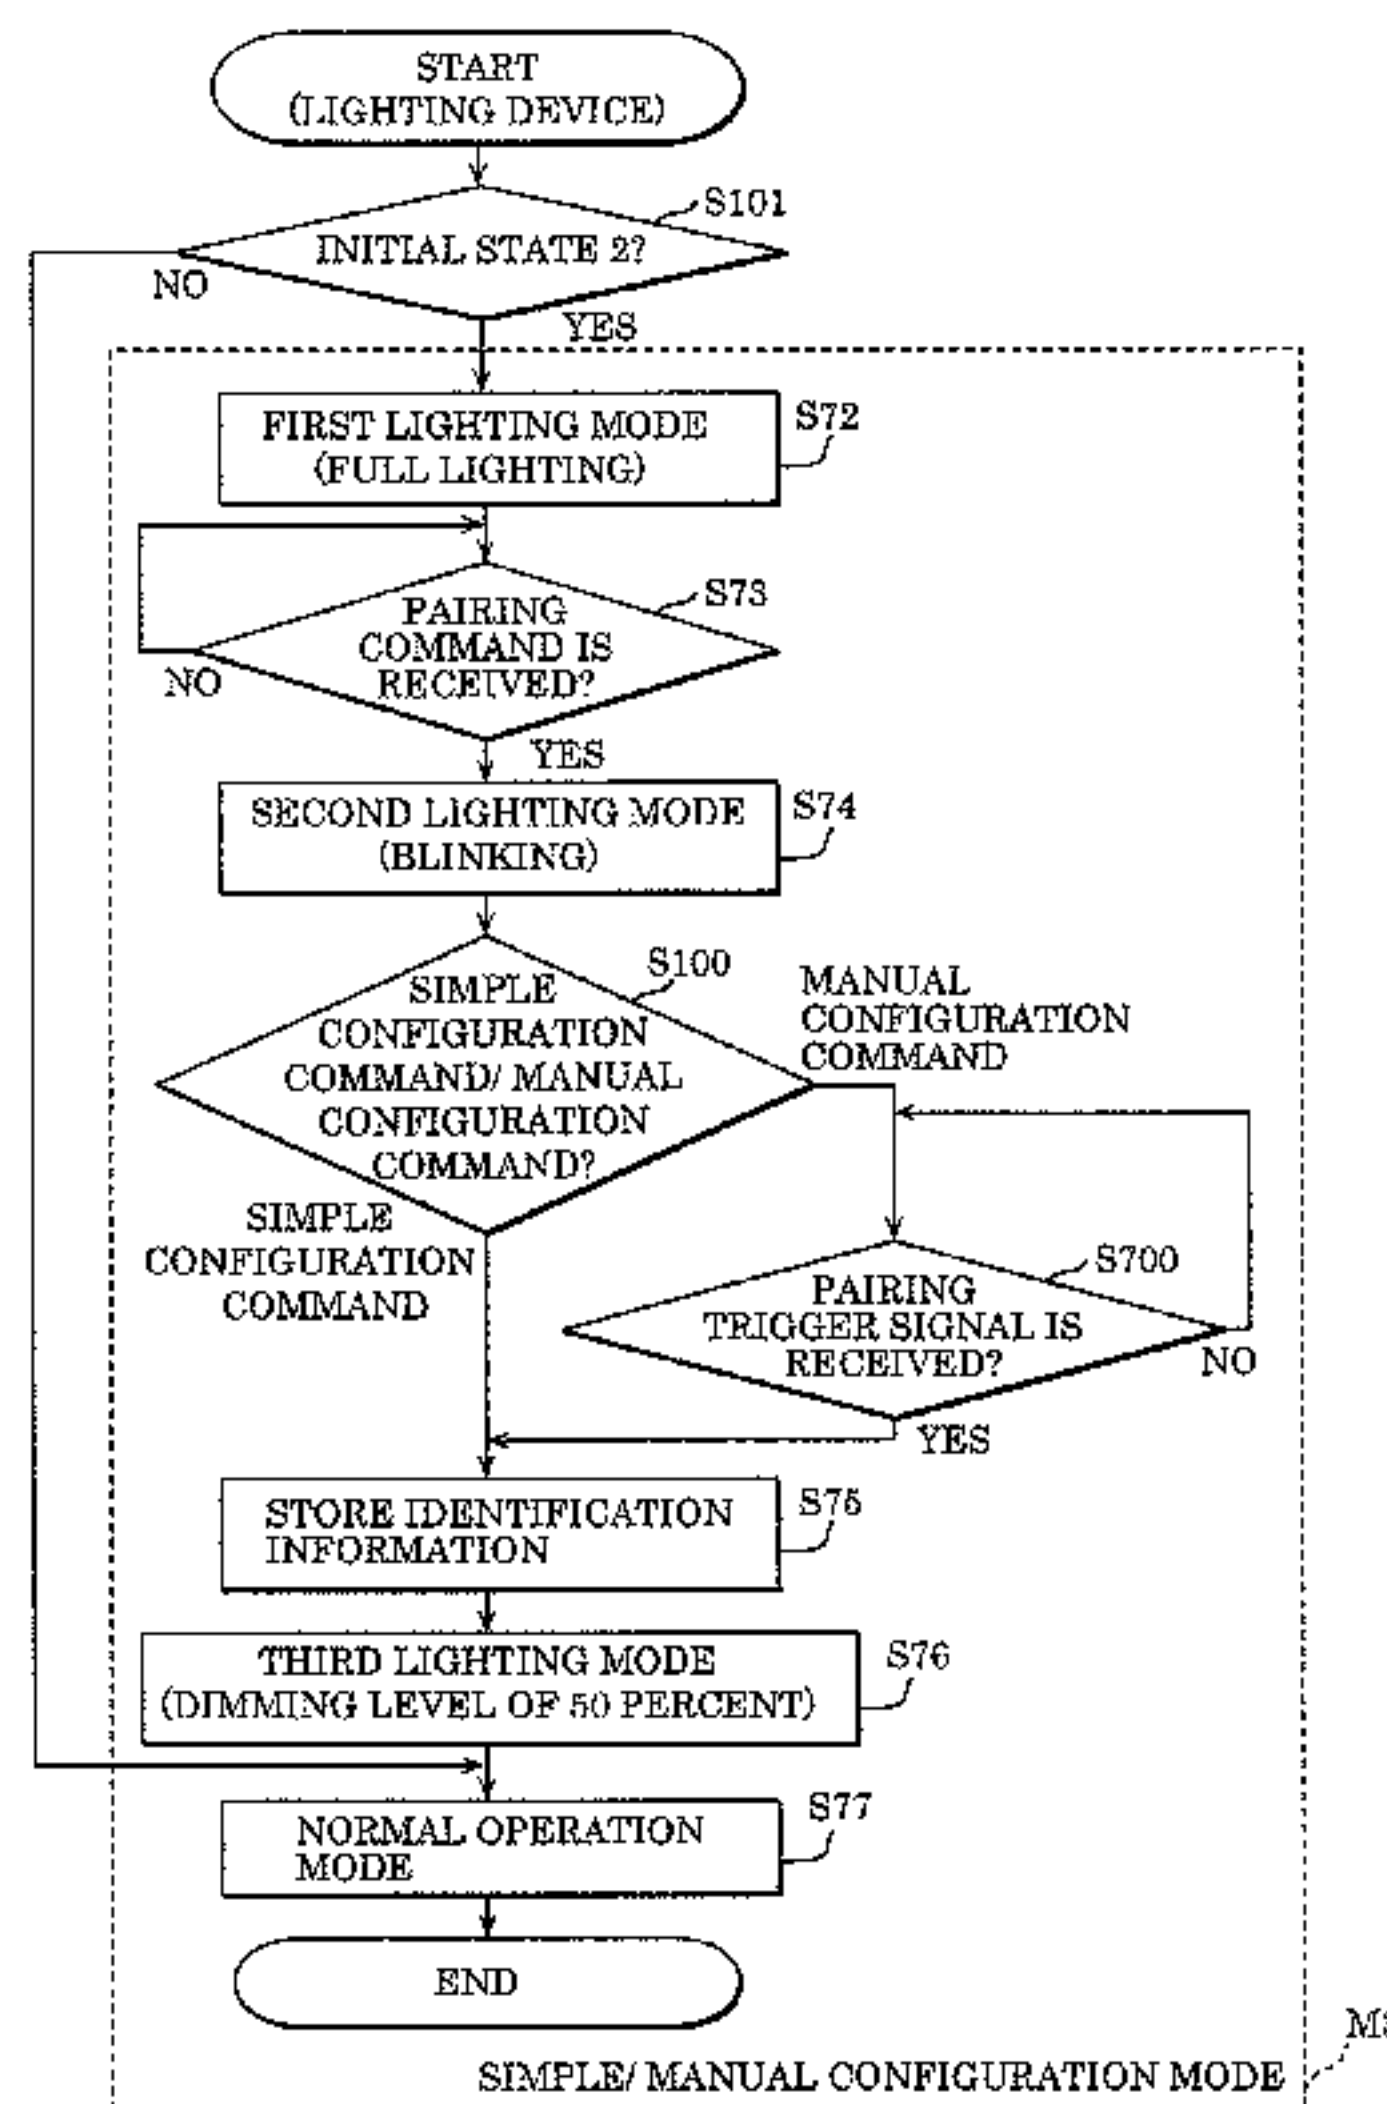 START
(LIGHTING DEVICE)
S101
INITIAL STATE 2?
NO
YES
FIRST LIGHTING MODE
(FULL LIGHTING)
S72
S73
PAIRING
COMMAND IS
RECEIVED?
NO
YES
SECOND LIGHTING MODE
(BLINKING)
S74
S100
SIMPLE
CONFIGURATION
COMMAND/ MANUAL
CONFIGURATION
COMMAND?
MANUAL
CONFIGURATION
COMMAND
SIMPLE
CONFIGURATION
COMMAND
S700
PAIRING
TRIGGER SIGNAL IS
RECEIVED?
NO
YES
STORE IDENTIFICATION
INFORMATION
S75
THIRD LIGHTING MODE
(DIMMING LEVEL OF 50 PERCENT)
S76
NORMAL OPERATION
MODE
S77
END
SIMPLE/ MANUAL CONFIGURATION MODE